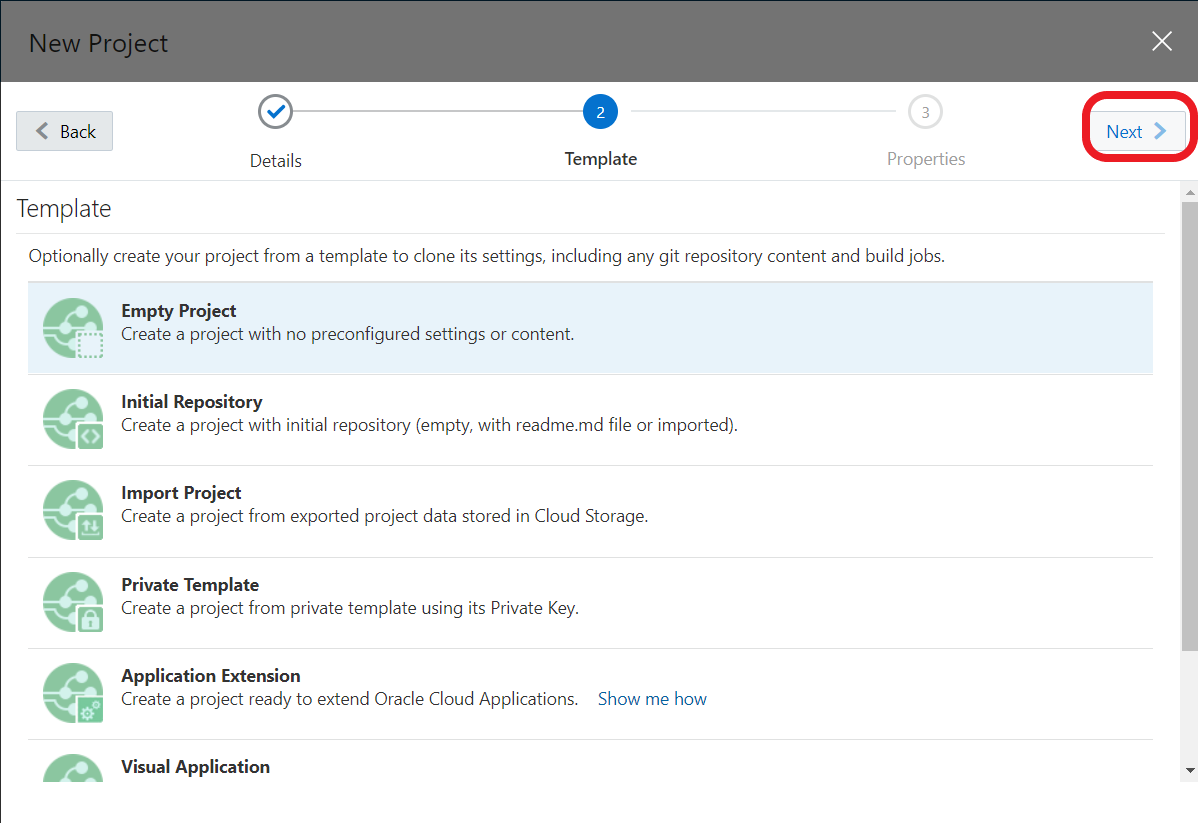 New Project
Back
2
3
Next
Details
Template
Properties
Template
Optionally create your project from a template to clone its settings, including any git repository content and build jobs.
Empty Project
Create a project with no preconfigured settings or content.
Initial Repository
Create a project with initial repository (empty, with readme.md file or imported).
Import Project
Create a project from exported project data stored in Cloud Storage.
Private Template
Create a project from private template using its Private Key.
Application Extension
Create a project ready to extend Oracle Cloud Applications. Show me how
Visual Application